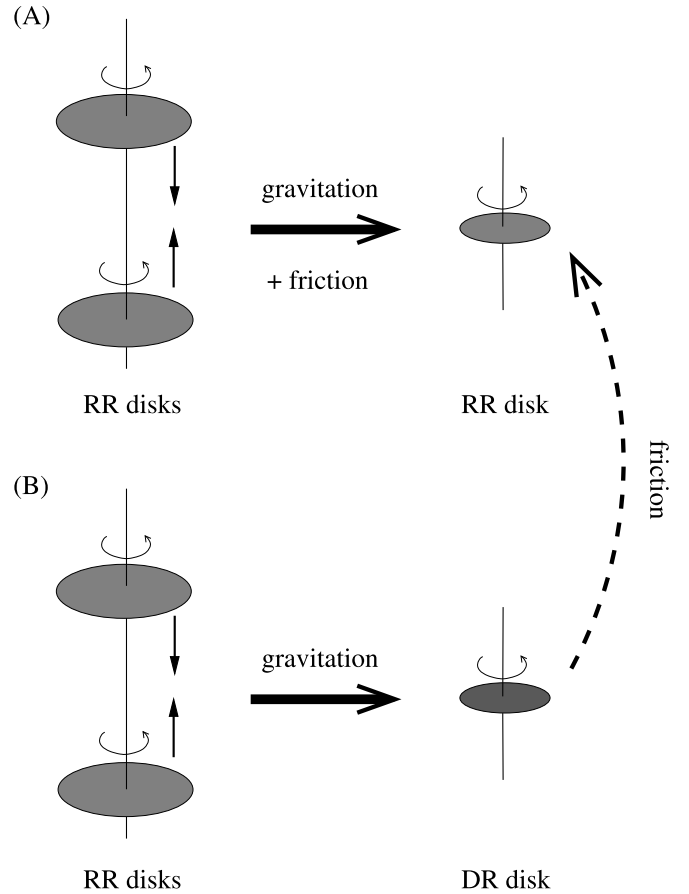 (A)
gravitation
+ friction
RR disks
RR disk
friction
(B)
gravitation
RR disks
DR disk